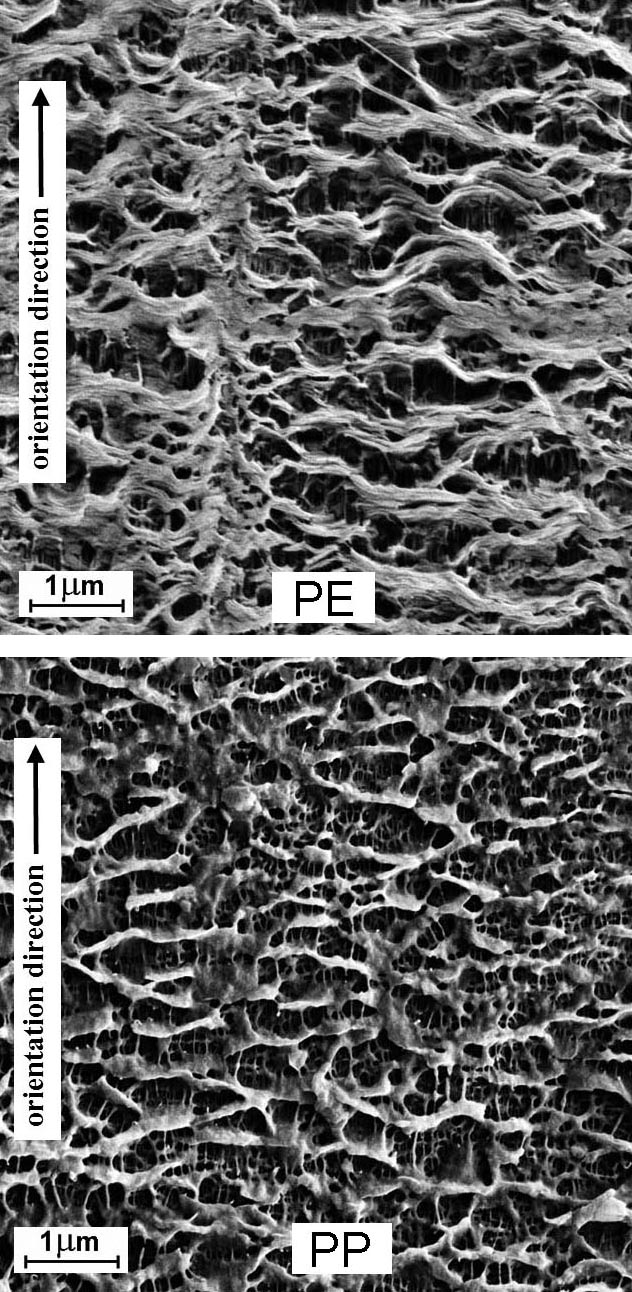 orientation direction
1μm
PE
orientation direction
1μm
PP